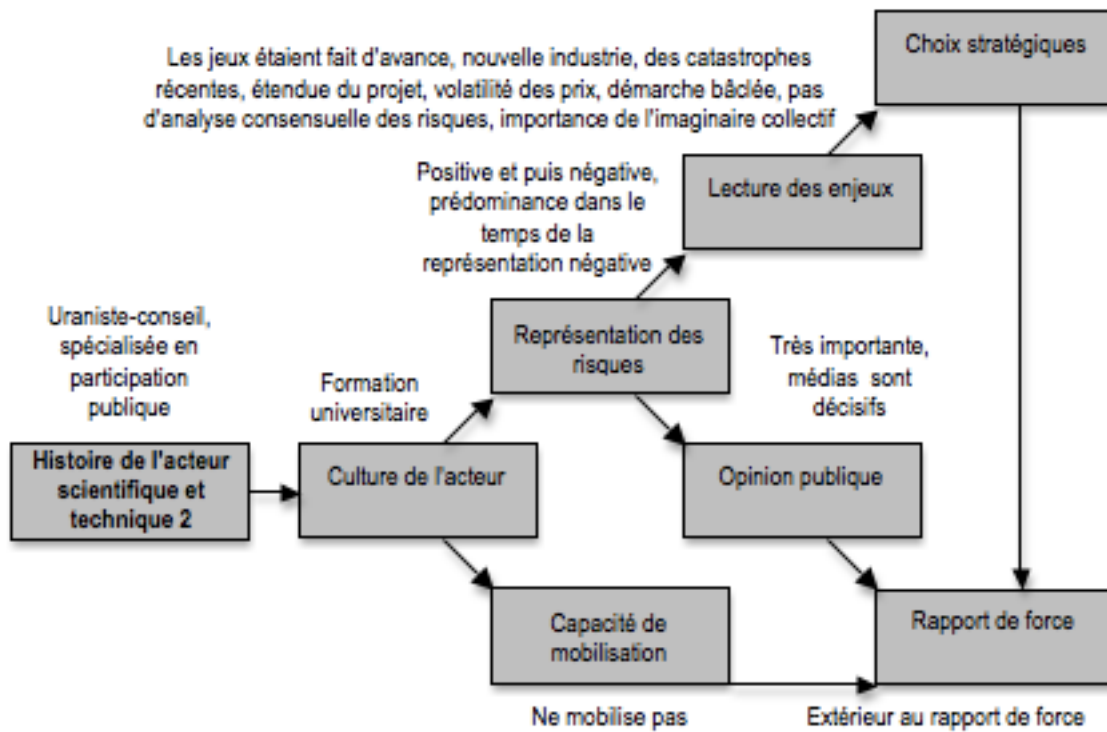 Les jeux étaient fait d'avance, nouvelle industrie, des catastrophes
récentes, étendue du projet, volatilité des prix, démarche bâclée, pas
d'analyse consensuelle des risques, importance de l'imaginaire collectif
Choix stratégiques
Positive et puis négative,
prédominance dans le
temps de la
représentation négative
Lecture des enjeux
Uraniste-conseil,
spécialisée en
participation
publique
Formation
universitaire
Représentation des
risques
Très importante,
médias sont
décisifs
Histoire de l'acteur
scientifique et
technique 2
Culture de l'acteur
Opinion publique
Capacité de
mobilisation
Rapport de force
Ne mobilise pas
Extérieur au rapport de force